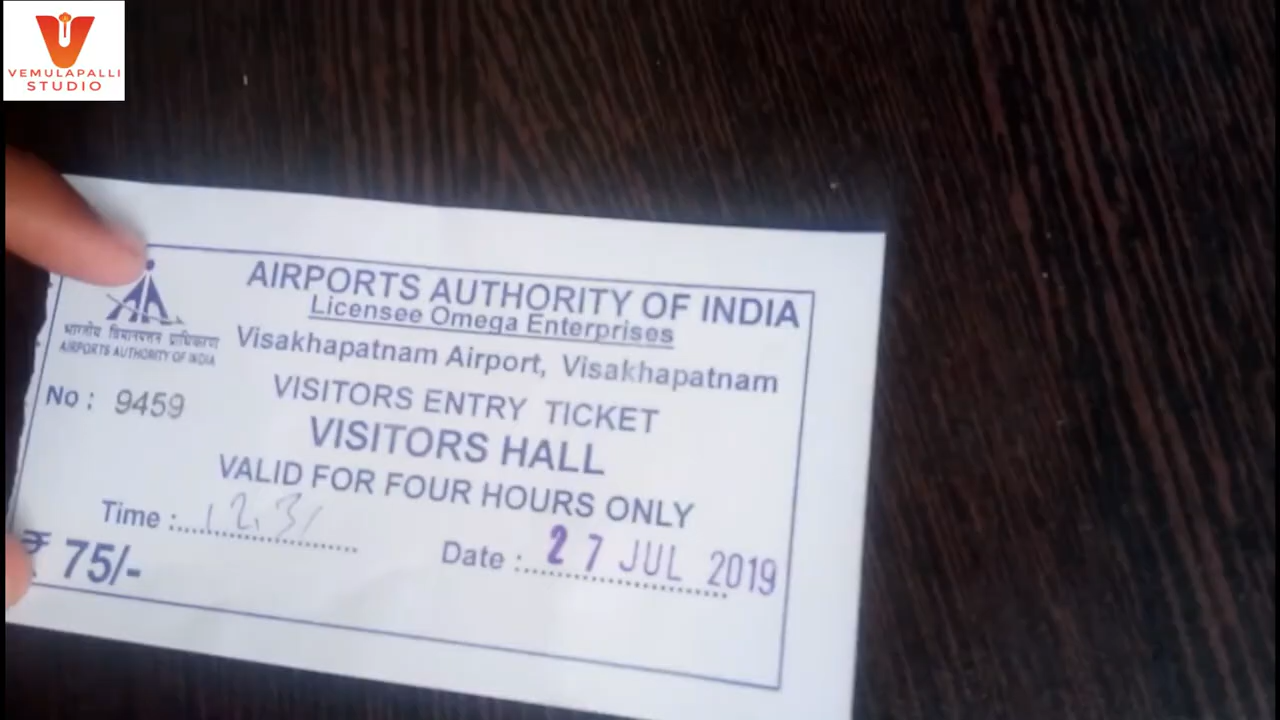 VEMULAPALLI
STUDIO
AIRPORTS AUTHORITY OF INDIA
Licensee Omega Enterprises
भारतीय विमानपत्तन प्राधिकरण
AIRPORTS AUTHORITY OF INDIA
Visakhapatnam Airport, Visakhapatnam
No : 9459
VISITORS ENTRY TICKET
VISITORS HALL
VALID FOR FOUR HOURS ONLY
Time : 12.31
Date : 27 JUL 2019
₹ 75/-